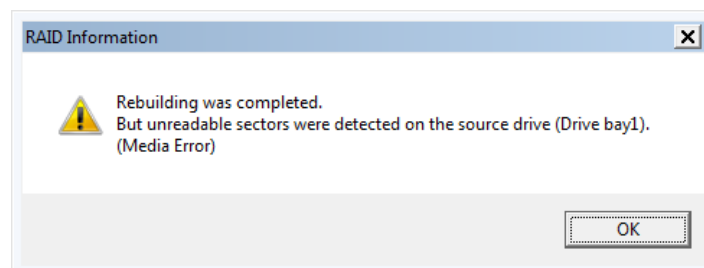 RAID Information
Rebuilding was completed.
But unreadable sectors were detected on the source drive (Drive bay1).
(Media Error)
OK